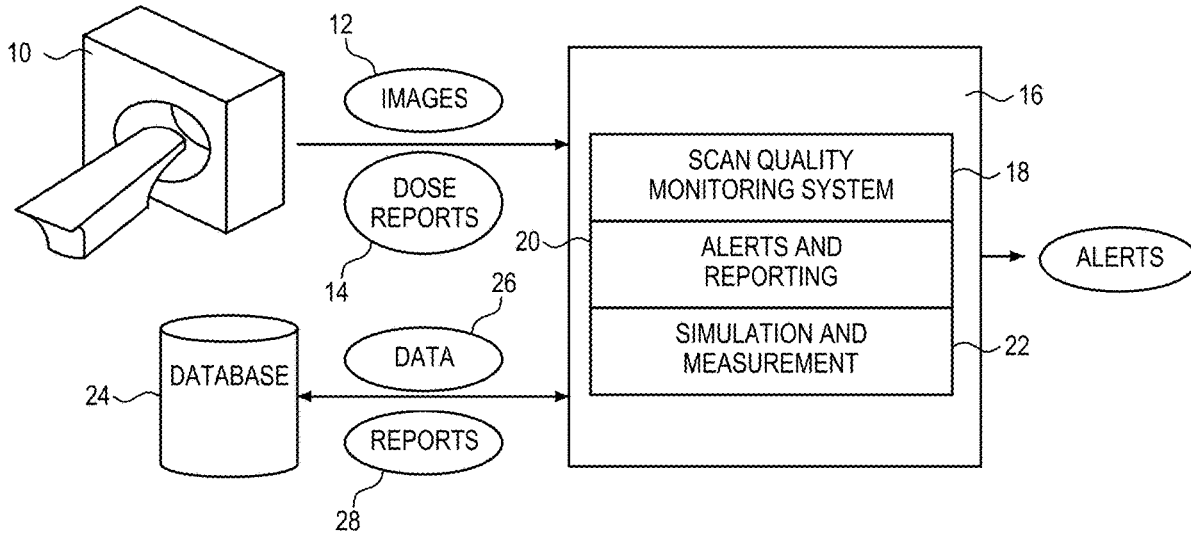 10
12
IMAGES
16
SCAN QUALITY
MONITORING SYSTEM
18
DOSE
REPORTS
14
20
ALERTS AND
REPORTING
ALERTS
26
DATA
SIMULATION AND
MEASUREMENT
22
24
DATABASE
REPORTS
28